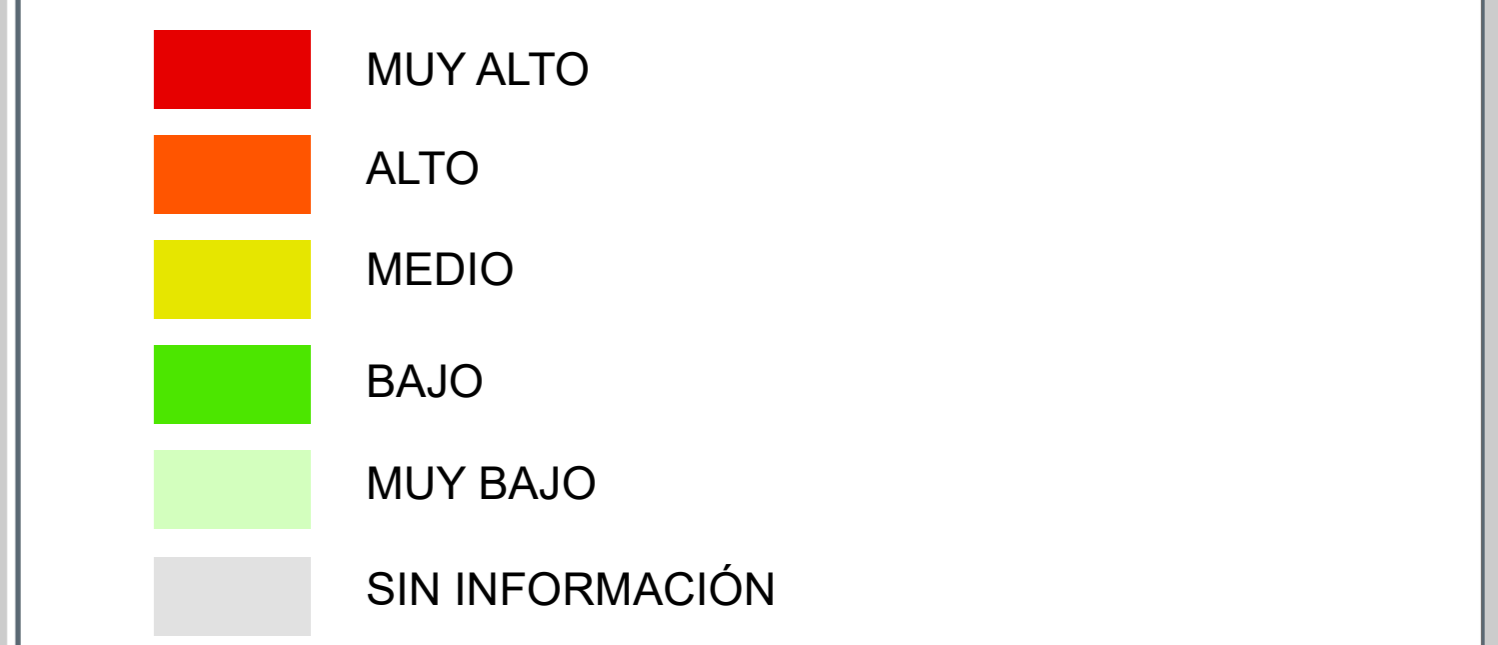 MUY ALTO
ALTO
MEDIO
BAJO
MUY BAJO
SIN INFORMACIÓN